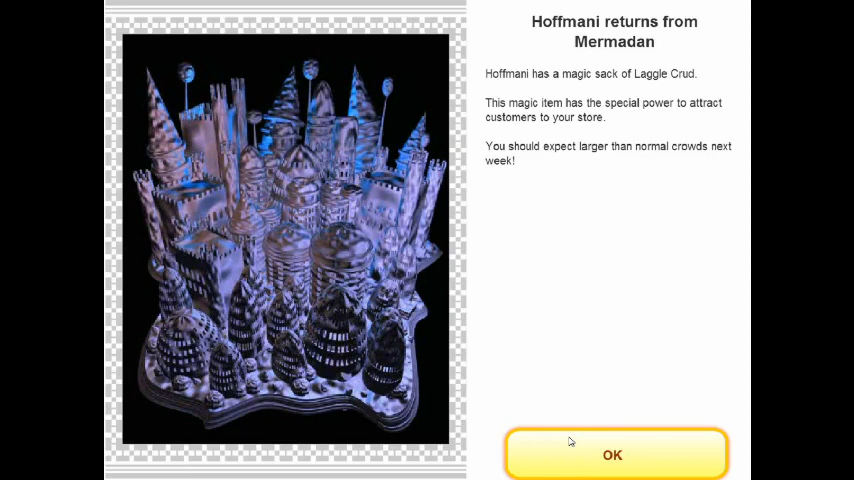 Hoffmani returns from
Mermadan
Hoffmani has a magic sack of Laggle Crud.
This magic item has the special power to attract
customers to your store.
You should expect larger than normal crowds next
week!
OK